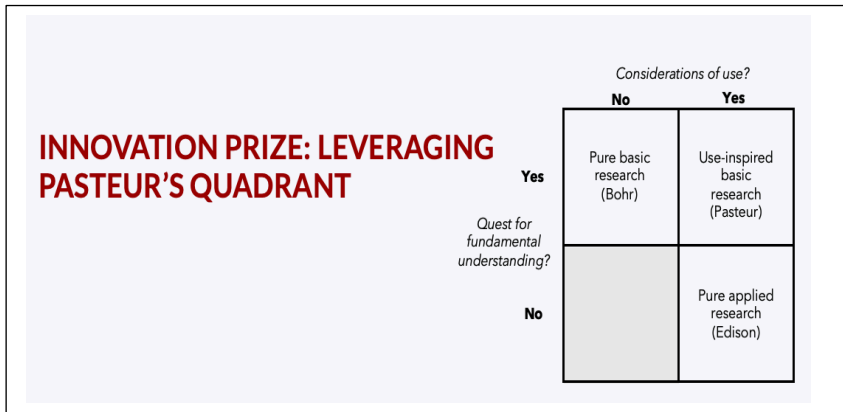 INNOVATION PRIZE: LEVERAGING
PASTEUR'S QUADRANT
Considerations of use?
No
Yes
Quest for
fundamental
understanding?
Yes
Pure basic
research
(Bohr)
Use-inspired
basic
research
(Pasteur)
No
Pure applied
research
(Edison)